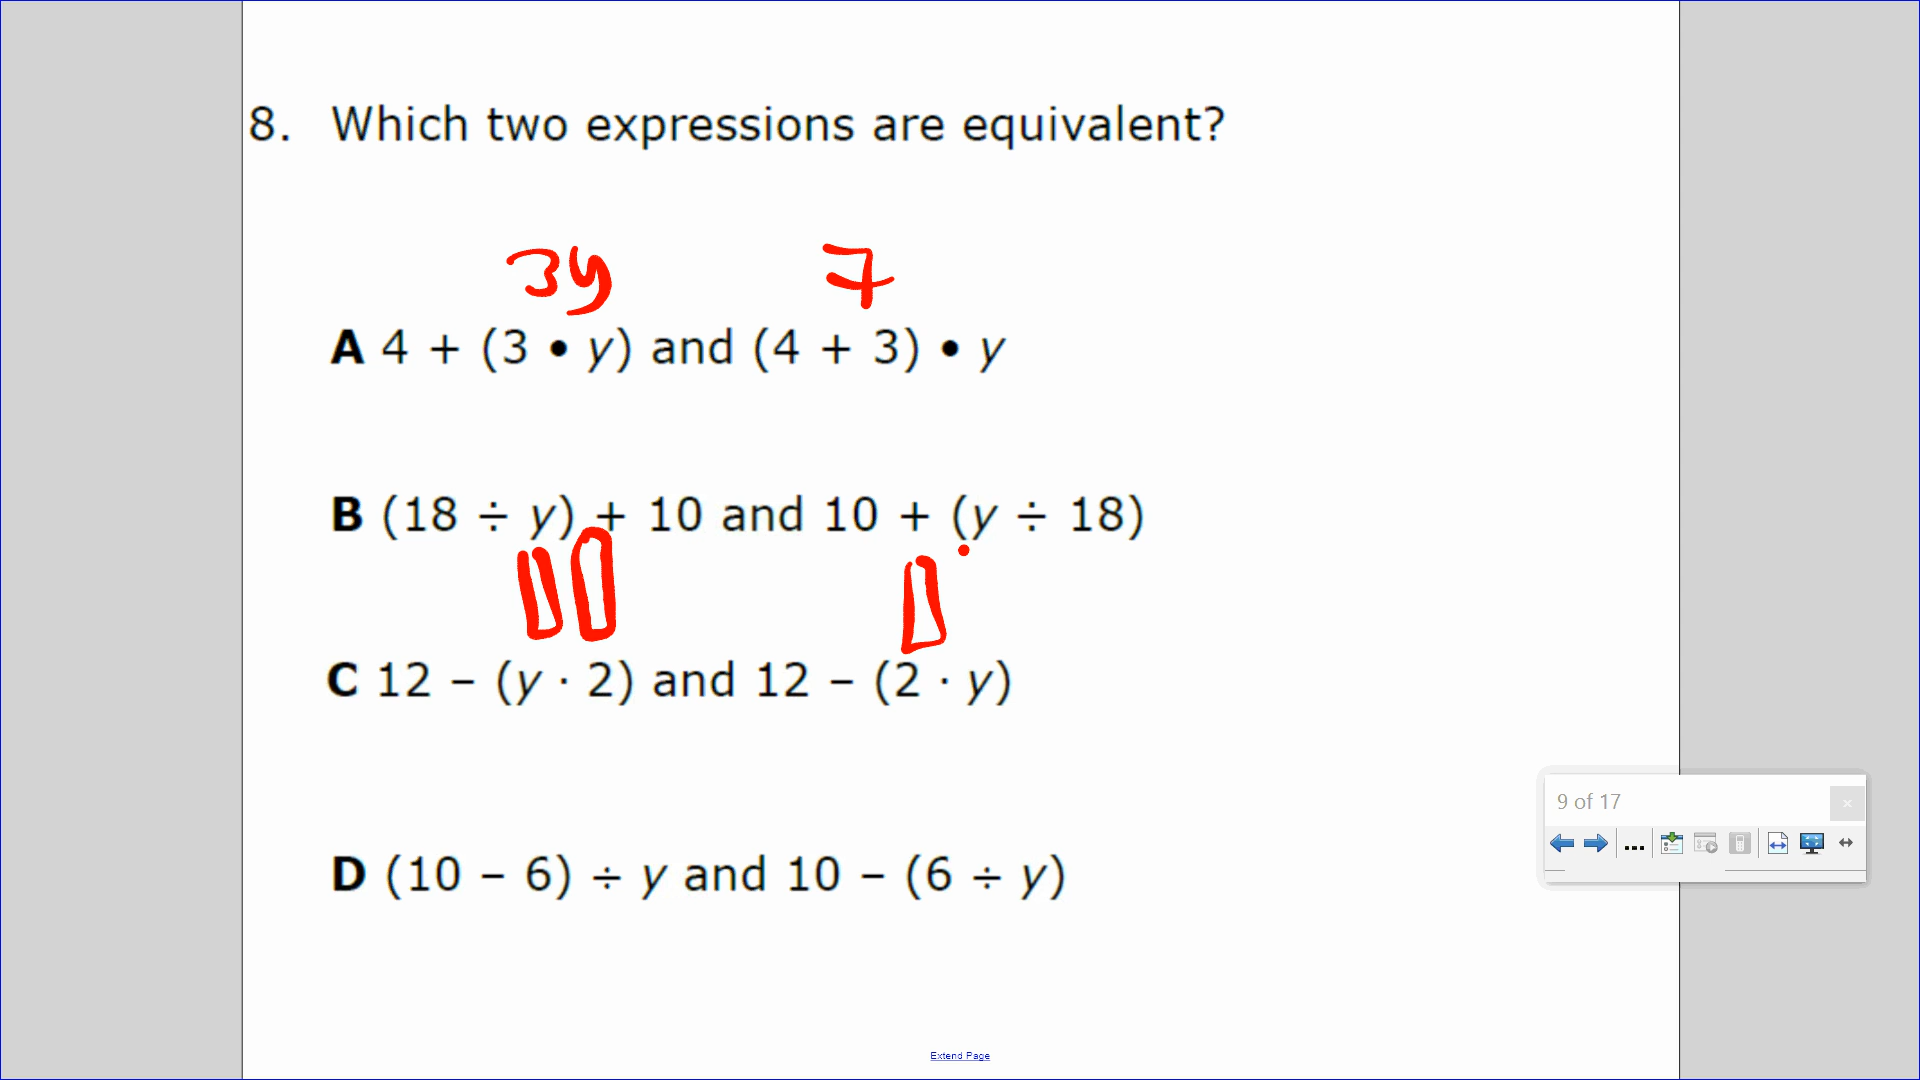 8. Which two expressions are equivalent?
3y 7
A 4 + (3 • y) and (4 + 3) • y
B (18 ÷ y) + 10 and 10 + (y ÷ 18)
C 12 – (y · 2) and 12 – (2 · y)
9 of 17
D (10 – 6) ÷ y and 10 – (6 ÷ y)
Extend Page